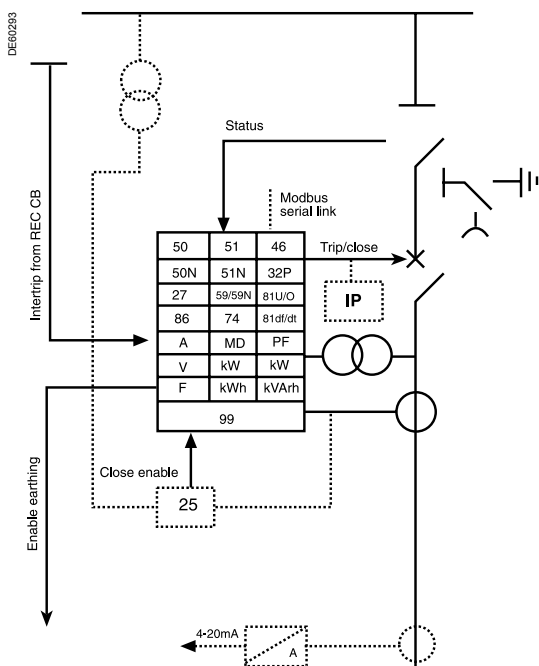 DE60293
Status
Modbus
serial link
Intertrip from REC CB
50 51 46
Trip/close
50N 51N 32P
27 59/59N 81U/O
IP
86 74 81df/dt
A MD PF
V kW kW
F kWh kVArh
99
Close enable
25
Enable earthing
4-20mA
A